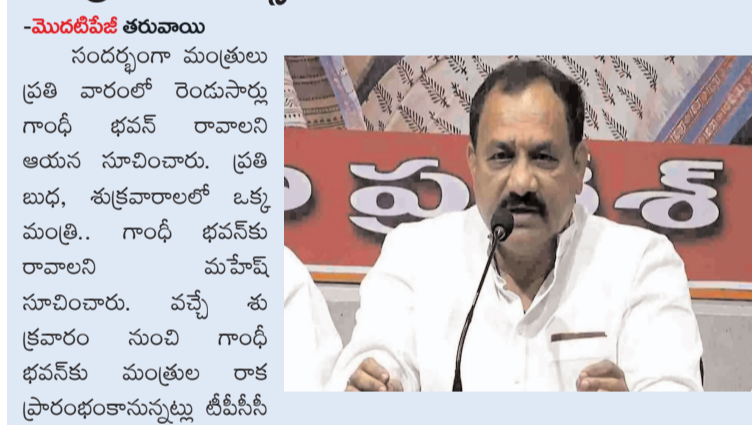 -మొదటిపేజీ తరువాయి
సందర్భంగా మంత్రులు
ప్రతి వారంలో రెండుసార్లు
గాంధీ భవన్ రావాలని
ఆయన సూచించారు. ప్రతి
బుధ, శుక్రవారాలలో ఒక్క
మంత్రి.. గాంధీ భవన్‌కు
రావాలని మహేష్
సూచించారు. వచ్చే శు
క్రవారం నుంచి గాంధీ
భవన్‌కు మంత్రుల రాక
ప్రారంభంకానున్నట్లు టీపీసీసీ